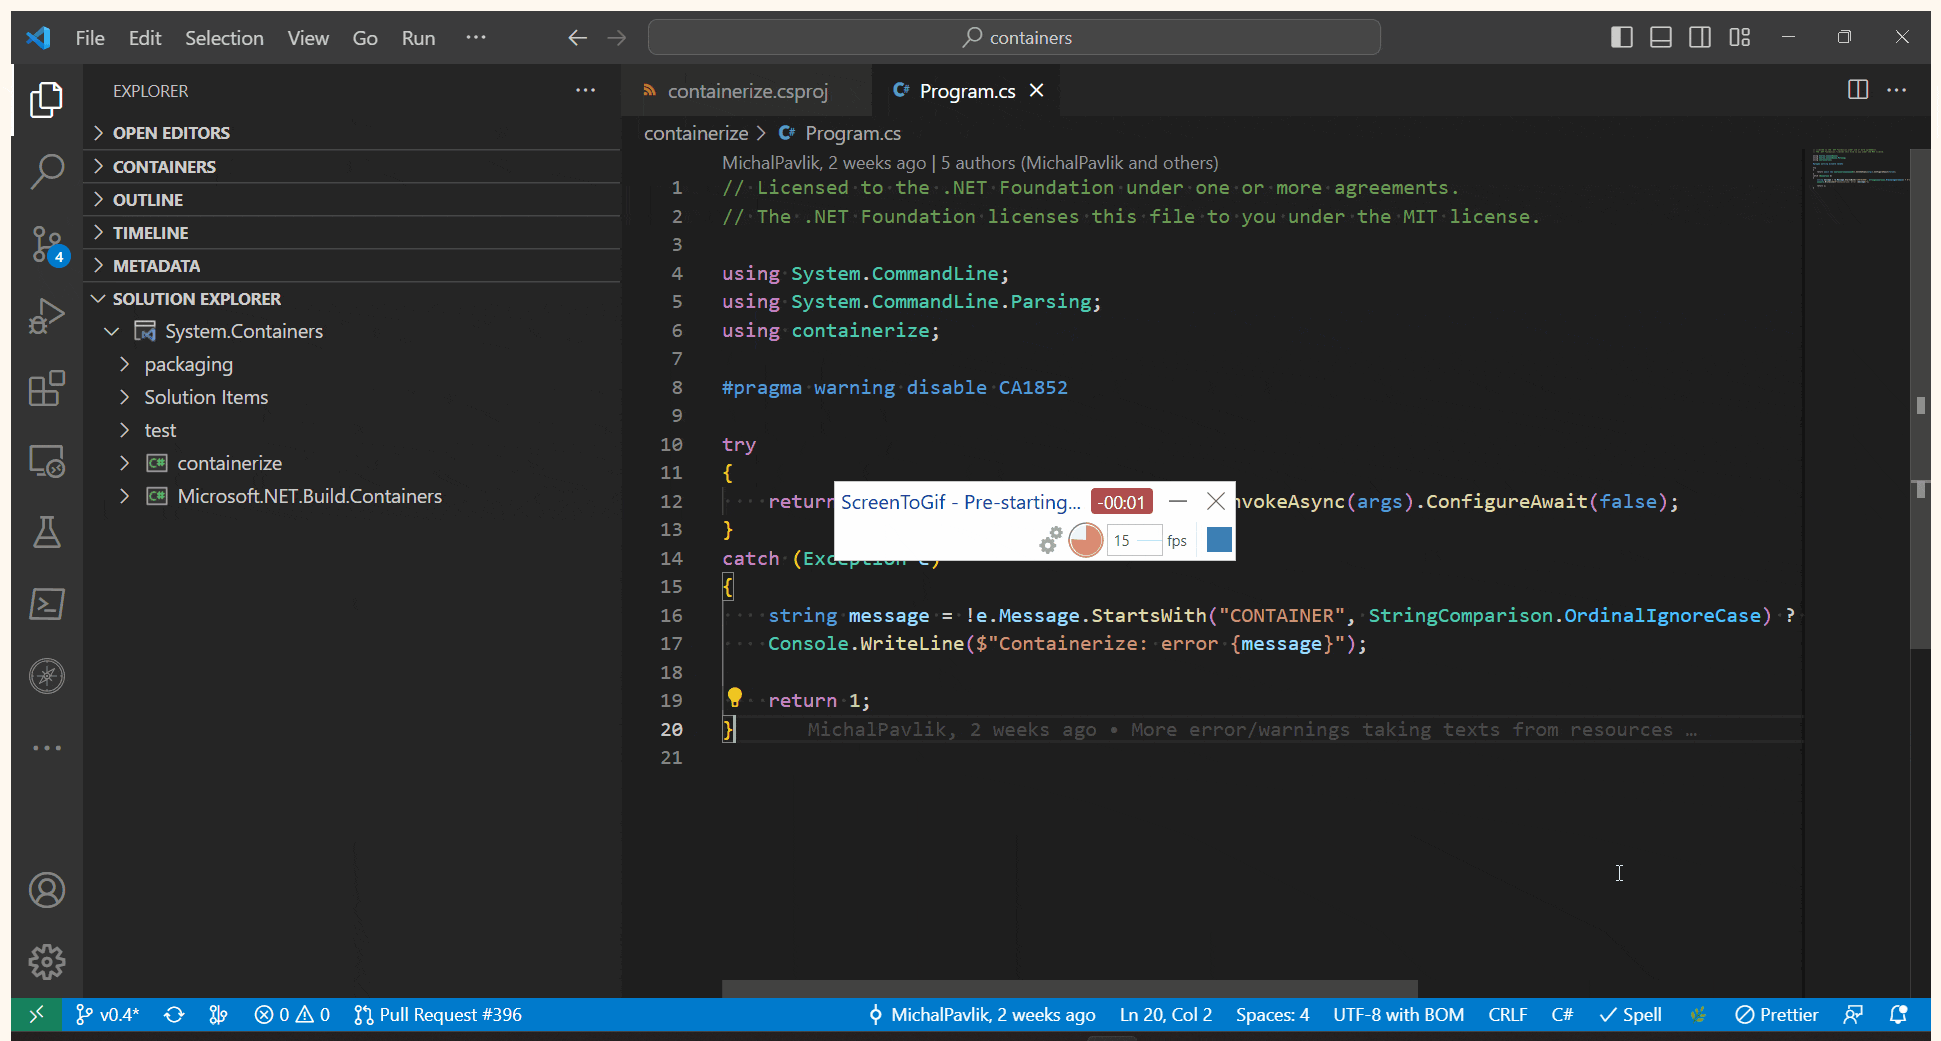 File Edit Selection View Go Run ···
containers
EXPLORER ···
OPEN EDITORS
CONTAINERS
OUTLINE
TIMELINE
METADATA
SOLUTION EXPLORER
System.Containers
packaging
Solution Items
test
C# containerize
C# Microsoft.NET.Build.Containers
4
containerize.csproj
C# Program.cs
containerize > C# Program.cs
MichalPavlik, 2 weeks ago | 5 authors (MichalPavlik and others)
1 // Licensed to the .NET Foundation under one or more agreements.
2 // The .NET Foundation licenses this file to you under the MIT license.
3
4 using System.CommandLine;
5 using System.CommandLine.Parsing;
6 using containerize;
7
8 #pragma warning disable CA1852
9
10 try
11 {
12 return nvokeAsync(args).ConfigureAwait(false);
13 }
14 catch (Exception e)
15 {
16 string message = !e.Message.StartsWith("CONTAINER", StringComparison.OrdinalIgnoreCase) ?
17 Console.WriteLine($"Containerize: error {message}");
18
19 return 1;
20 } MichalPavlik, 2 weeks ago • More error/warnings taking texts from resources …
21
ScreenToGif - Pre-starting... -00:01
15 fps
v0.4* 0 0 Pull Request #396 MichalPavlik, 2 weeks ago Ln 20, Col 2 Spaces: 4 UTF-8 with BOM CRLF C# Spell Prettier